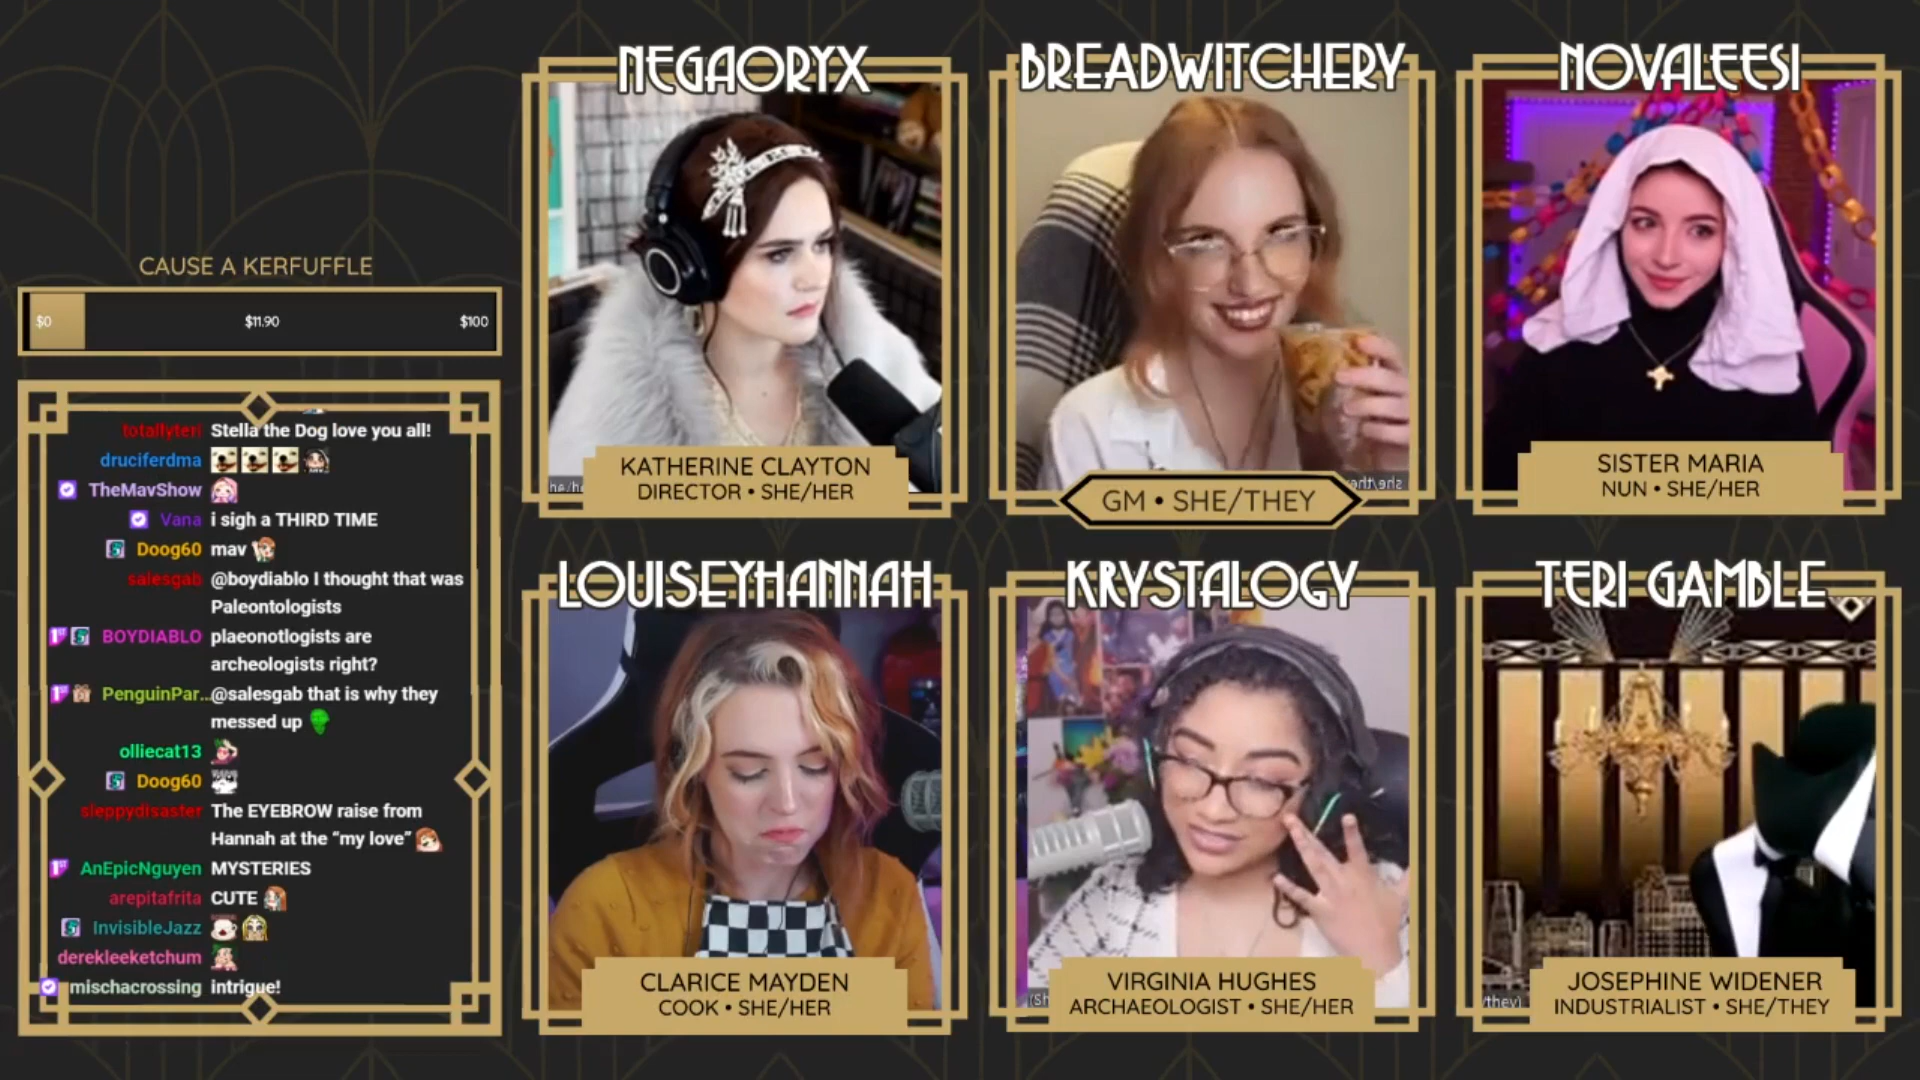 CAUSE A KERFUFFLE
$0 $11.90 $100
totallyteri Stella the Dog love you all!
druciferdma
TheMavShow
Vana i sigh a THIRD TIME
Doog60 mav
salesgab @boydiablo I thought that was
Paleontologists
BOYDIABLO plaeonotlogists are
archeologists right?
PenguinPar... @salesgab that is why they
messed up
olliecat13
Doog60
sleppydisaster The EYEBROW raise from
Hannah at the “my love”
AnEpicNguyen MYSTERIES
arepitafrita CUTE
InvisibleJazz
derekleeketchum
mischacrossing intrigue!
NEGAORYX
KATHERINE CLAYTON
DIRECTOR • SHE/HER
BREADWITCHERY
GM • SHE/THEY
NOVALEESI
SISTER MARIA
NUN • SHE/HER
LOUISEYHANNAH
CLARICE MAYDEN
COOK • SHE/HER
KRYSTALOGY
VIRGINIA HUGHES
ARCHAEOLOGIST • SHE/HER
TERI GAMBLE
JOSEPHINE WIDENER
INDUSTRIALIST • SHE/THEY